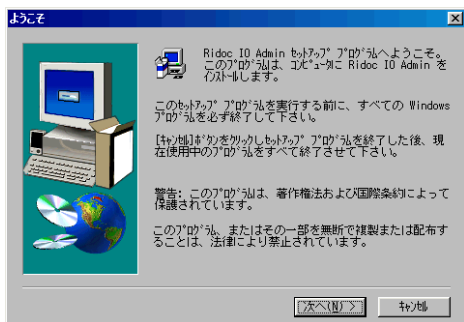 ようこそ
Ridoc IO Admin ｾｯﾄｱｯﾌﾟ ﾌﾟﾛｸﾞﾗﾑへようこそ。
このﾌﾟﾛｸﾞﾗﾑは、ｺﾝﾋﾟｭｰﾀに Ridoc IO Admin を
ｲﾝｽﾄｰﾙします。
このｾｯﾄｱｯﾌﾟ ﾌﾟﾛｸﾞﾗﾑを実行する前に、すべての Windows
ﾌﾟﾛｸﾞﾗﾑを必ず終了して下さい。
[ｷｬﾝｾﾙ]ﾎﾞﾀﾝをｸﾘｯｸしｾｯﾄｱｯﾌﾟ ﾌﾟﾛｸﾞﾗﾑを終了した後、現
在使用中のﾌﾟﾛｸﾞﾗﾑをすべて終了させて下さい。
警告: このﾌﾟﾛｸﾞﾗﾑは、著作権法および国際条約によって
保護されています。
このﾌﾟﾛｸﾞﾗﾑ、またはその一部を無断で複製または配布す
ることは、法律により禁止されています。
次へ(N) >
ｷｬﾝｾﾙ